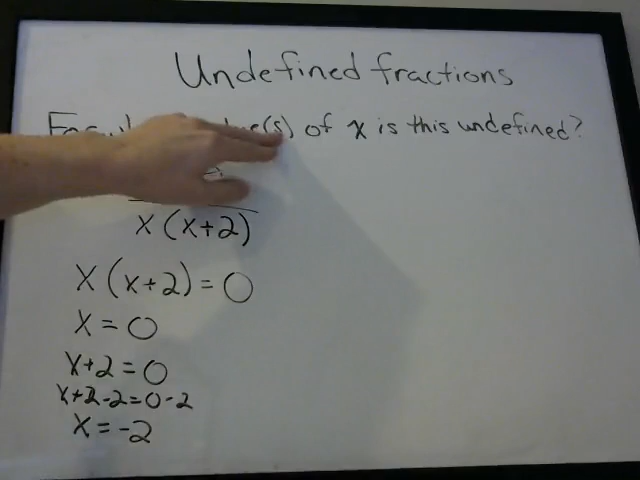 Undefined fractions
(s) of x is this undefined?
x(x+2)
x(x+2)=0
x=0
x+2=0
x+2-2=0-2
x=-2